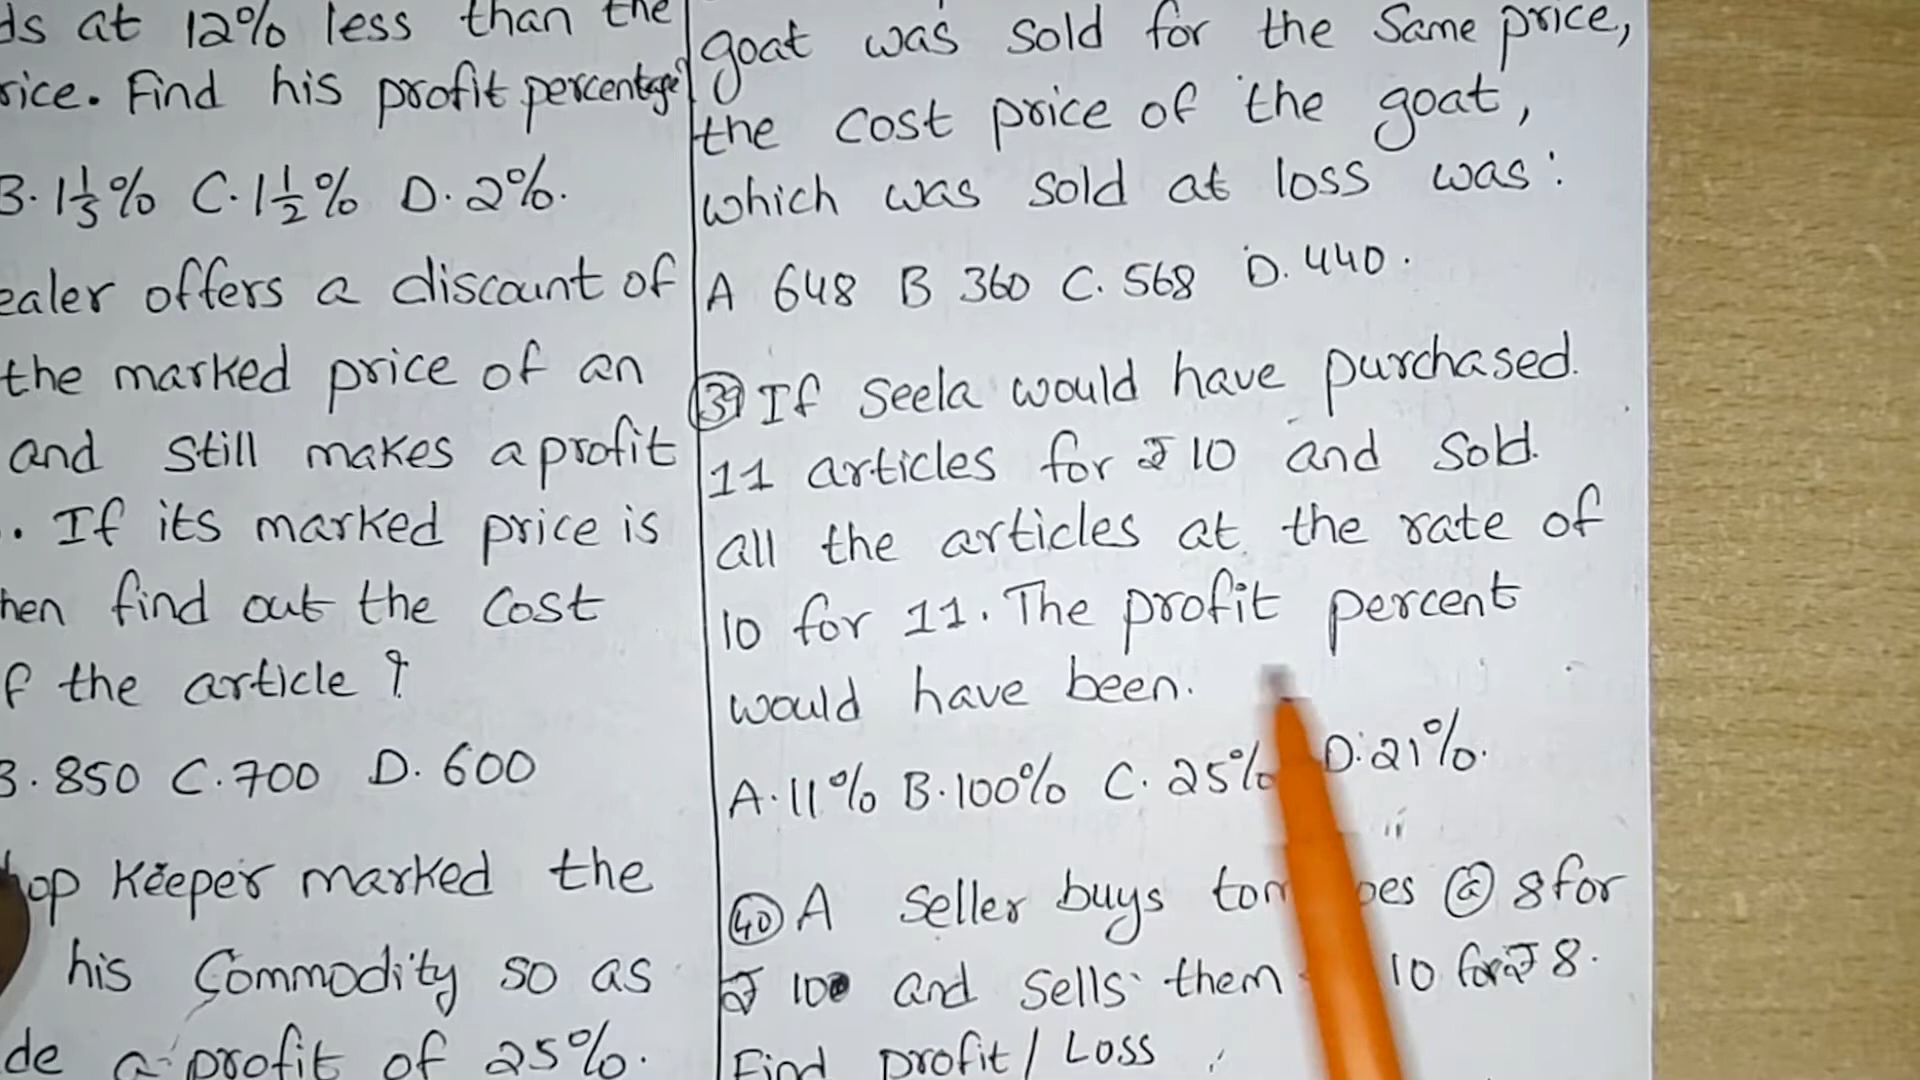 ds at 12% less than the
rice. Find his profit percentage?
B. 1 1/3 % C. 1 1/2 % D. 2%.
ealer offers a discount of
the marked price of an
and still makes a profit
. If its marked price is
hen find out the cost
f the article ?
B. 850 C. 700 D. 600
hop Keeper marked the
his Commodity so as
de a profit of 25%.
goat was sold for the same price,
the cost price of the goat,
which was sold at loss was:
A 648 B 360 C. 568 D. 440.
39 If Seela would have purchased.
11 articles for ₹10 and sold.
all the articles at the rate of
10 for 11. The profit percent
would have been.
A. 11% B. 100% C. 25% D. 21%.
40 A seller buys @ 8 for
₹ 10 and sells them 10 for ₹ 8.
Find profit / Loss